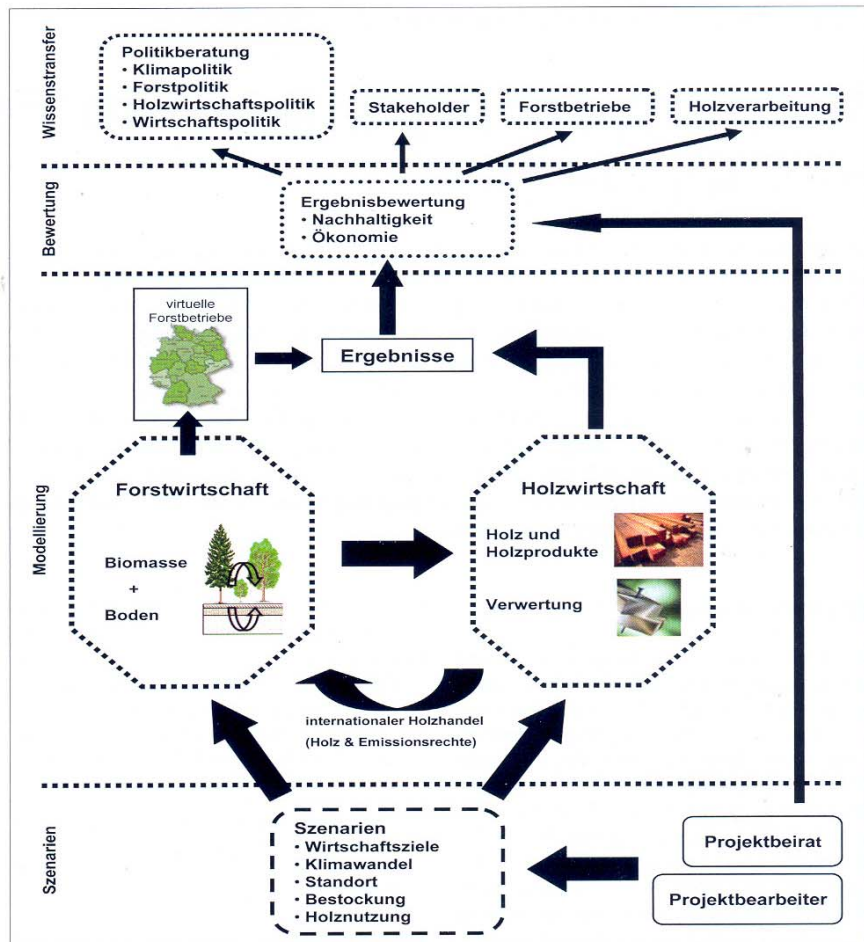 Wissenstransfer
Politikberatung
• Klimapolitik
• Forstpolitik
• Holzwirtschaftspolitik
• Wirtschaftspolitik
Stakeholder
Forstbetriebe
Holzverarbeitung
Bewertung
Ergebnisbewertung
• Nachhaltigkeit
• Ökonomie
Modellierung
virtuelle
Forstbetriebe
Ergebnisse
Forstwirtschaft
Biomasse
+
Boden
Holzwirtschaft
Holz und
Holzprodukte
Verwertung
internationaler Holzhandel
(Holz & Emissionsrechte)
Szenarien
Szenarien
• Wirtschaftsziele
• Klimawandel
• Standort
• Bestockung
• Holznutzung
Projektbeirat
Projektbearbeiter